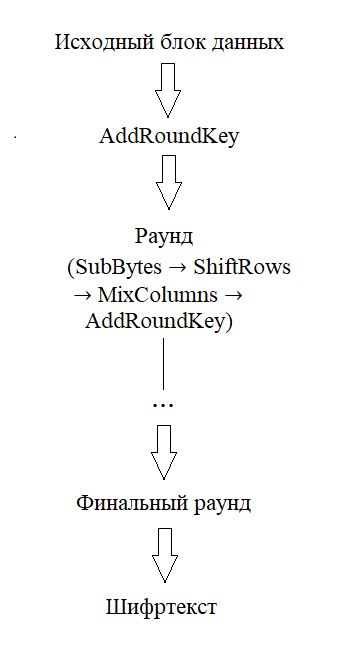 Исходный блок данных
AddRoundKey
Раунд
(SubBytes → ShiftRows
→ MixColumns →
AddRoundKey)
...
Финальный раунд
Шифртекст